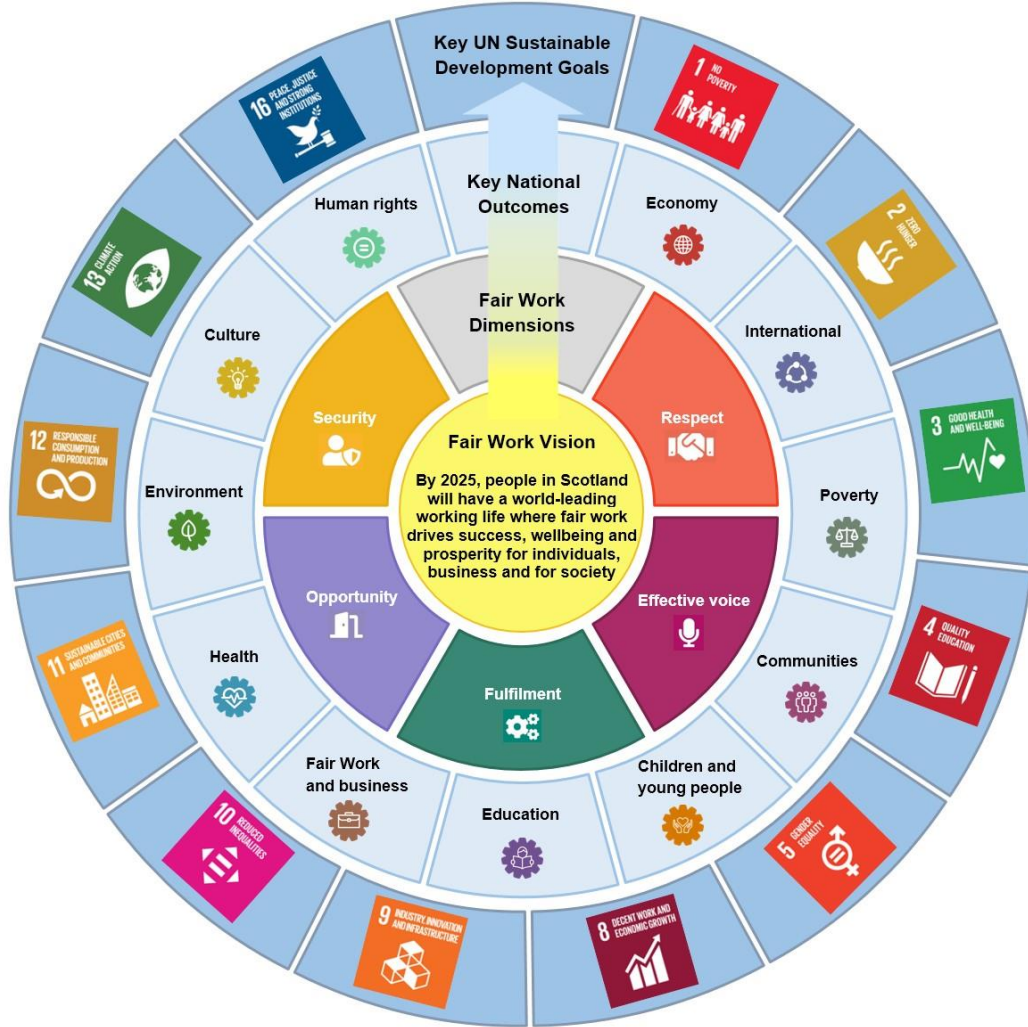 Key UN Sustainable
Development Goals
1 NO
POVERTY
2 ZERO
HUNGER
3 GOOD HEALTH
AND WELL-BEING
4 QUALITY
EDUCATION
5 GENDER
EQUALITY
8 DECENT WORK AND
ECONOMIC GROWTH
9 INDUSTRY, INNOVATION
AND INFRASTRUCTURE
10 REDUCED
INEQUALITIES
11 SUSTAINABLE CITIES
AND COMMUNITIES
12 RESPONSIBLE
CONSUMPTION
AND PRODUCTION
13 CLIMATE
ACTION
16 PEACE, JUSTICE
AND STRONG
INSTITUTIONS
Key National
Outcomes
Economy
International
Poverty
Communities
Children and
young people
Education
Fair Work
and business
Health
Environment
Culture
Human rights
Fair Work
Dimensions
Respect
Effective voice
Fulfilment
Opportunity
Security
Fair Work Vision
By 2025, people in Scotland
will have a world-leading
working life where fair work
drives success, wellbeing and
prosperity for individuals,
business and for society